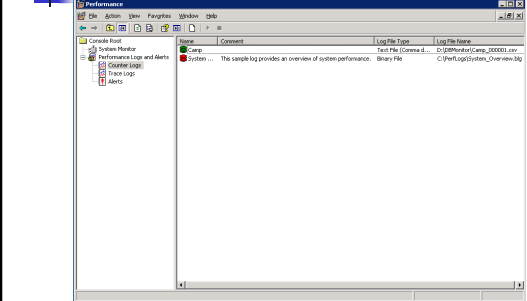 Performance
File Action View Favorites Window Help
Console Root
System Monitor
Performance Logs and Alerts
Counter Logs
Trace Logs
Alerts
Name Comment Log File Type Log File Name
Camp Text File (Comma d... D:\DBMonitor\Camp_000001.csv
System ... This sample log provides an overview of system performance. Binary File C:\PerfLogs\System_Overview.blg